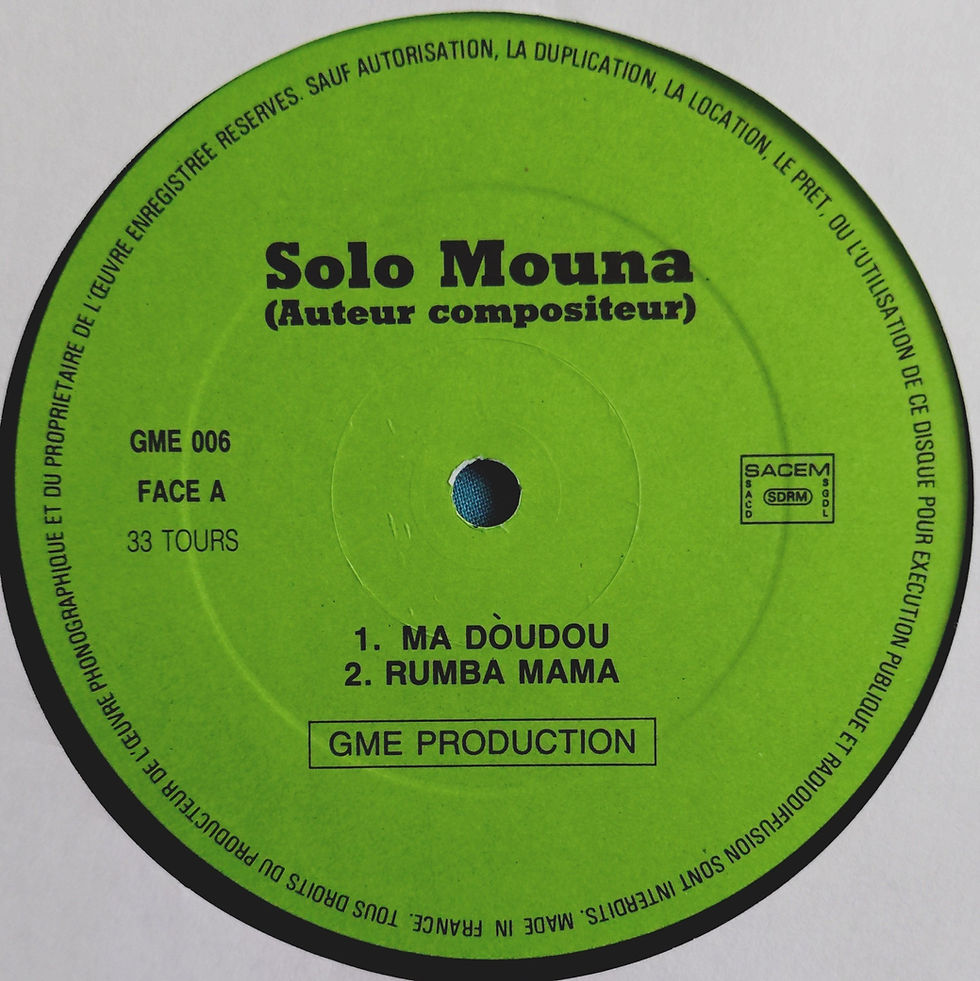 TOUS DROITS DU PRODUCTEUR DE L'ŒUVRE PHONOGRAPHIQUE ET DU PROPRIETAIRE DE L'ŒUVRE ENREGISTREE RESERVES. SAUF AUTORISATION, LA DUPLICATION, LA LOCATION, LE PRET, OU L'UTILISATION DE CE DISQUE POUR EXECUTION PUBLIQUE ET RADIODIFFUSION SONT INTERDITS. MADE IN FRANCE.
Solo Mouna
(Auteur compositeur)
GME 006
FACE A
33 TOURS
SACEM
SACD
SDRM
SGDL
1. MA DÒUDOU
2. RUMBA MAMA
GME PRODUCTION